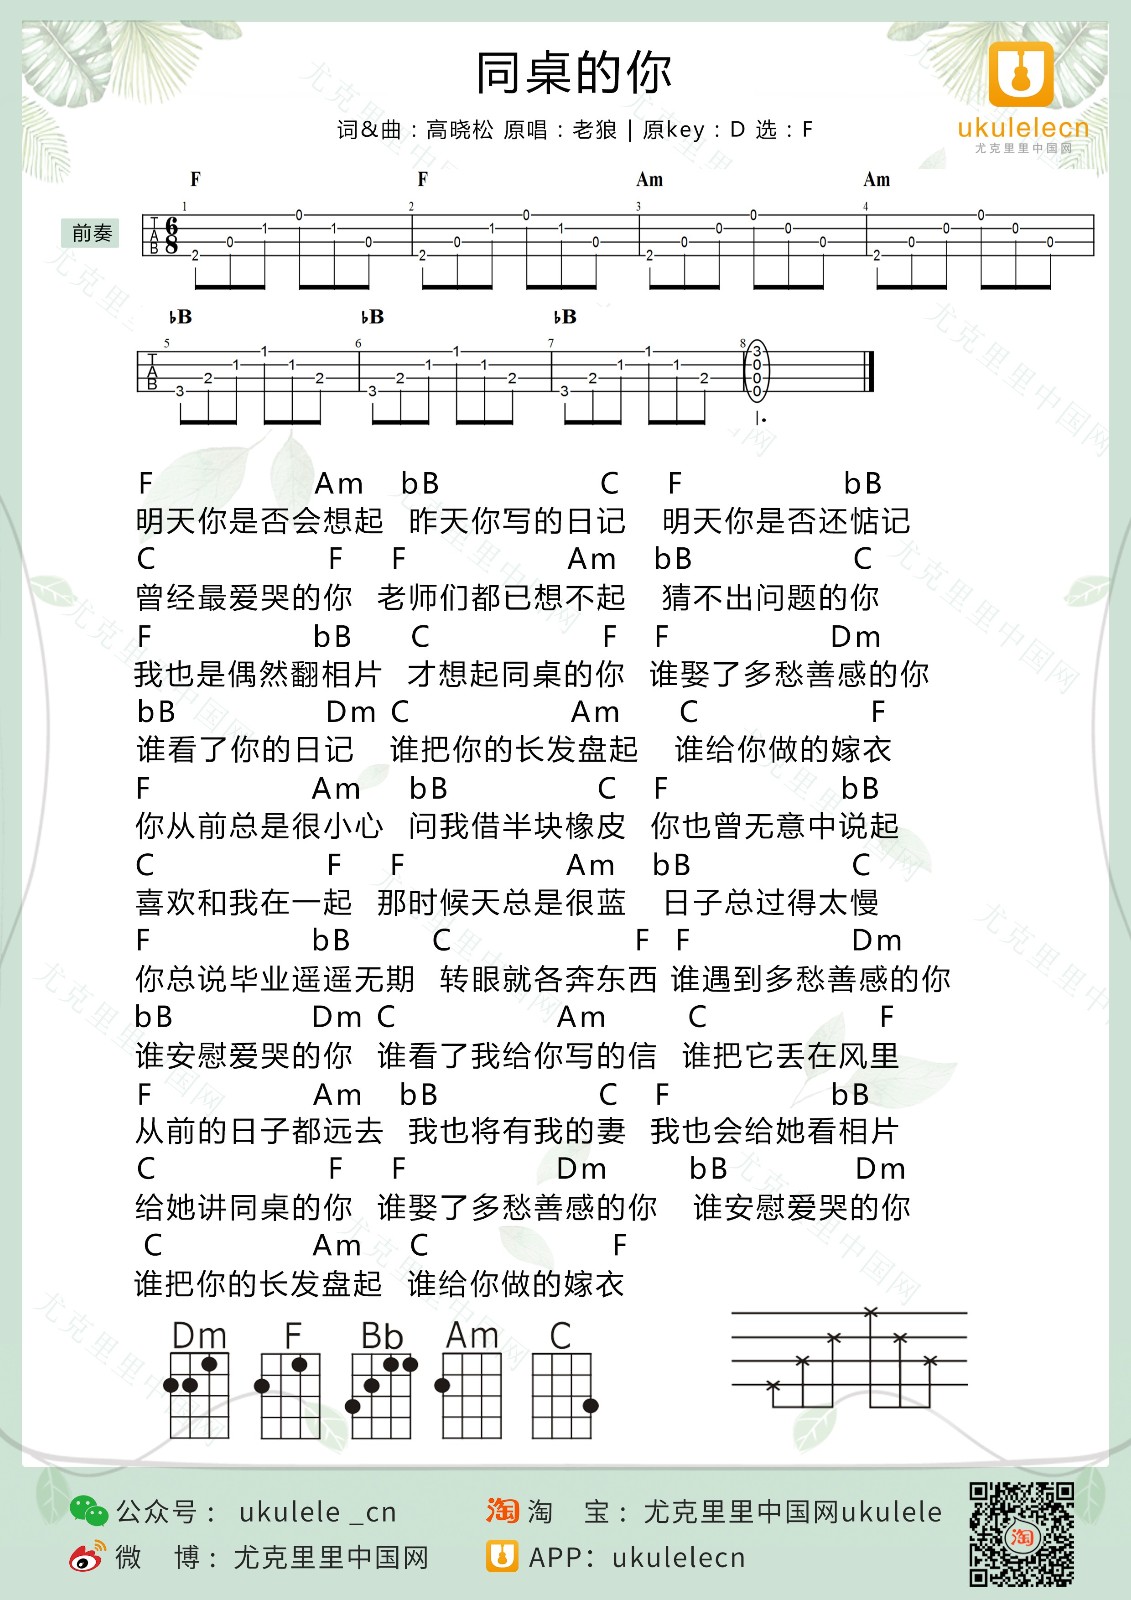 同桌的你
ukulelecn
尤克里里中国网
词&曲：高晓松 原唱：老狼 | 原key：D 选：F
F F Am Am
前奏
1 2 3 4
T A B 6 8
2 0 1 0 1 0 2 0 1 0 1 0 2 0 0 0 0 0 2 0 0 0 0 0
♭B ♭B ♭B
5 6 7 8
T A B
3 2 1 1 1 2 3 2 1 1 1 2 3 2 1 1 1 2 3 0 0 0
F Am bB C F bB
明天你是否会想起 昨天你写的日记 明天你是否还惦记
C F F Am bB C
曾经最爱哭的你 老师们都已想不起 猜不出问题的你
F bB C F F Dm
我也是偶然翻相片 才想起同桌的你 谁娶了多愁善感的你
bB Dm C Am C F
谁看了你的日记 谁把你的长发盘起 谁给你做的嫁衣
F Am bB C F bB
你从前总是很小心 问我借半块橡皮 你也曾无意中说起
C F F Am bB C
喜欢和我在一起 那时候天总是很蓝 日子总过得太慢
F bB C F F Dm
你总说毕业遥遥无期 转眼就各奔东西 谁遇到多愁善感的你
bB Dm C Am C F
谁安慰爱哭的你 谁看了我给你写的信 谁把它丢在风里
F Am bB C F bB
从前的日子都远去 我也将有我的妻 我也会给她看相片
C F F Dm bB Dm
给她讲同桌的你 谁娶了多愁善感的你 谁安慰爱哭的你
C Am C F
谁把你的长发盘起 谁给你做的嫁衣
Dm F Bb Am C
公众号： ukulele _cn
淘 淘 宝：尤克里里中国网ukulele
微 博：尤克里里中国网
APP：ukulelecn
淘